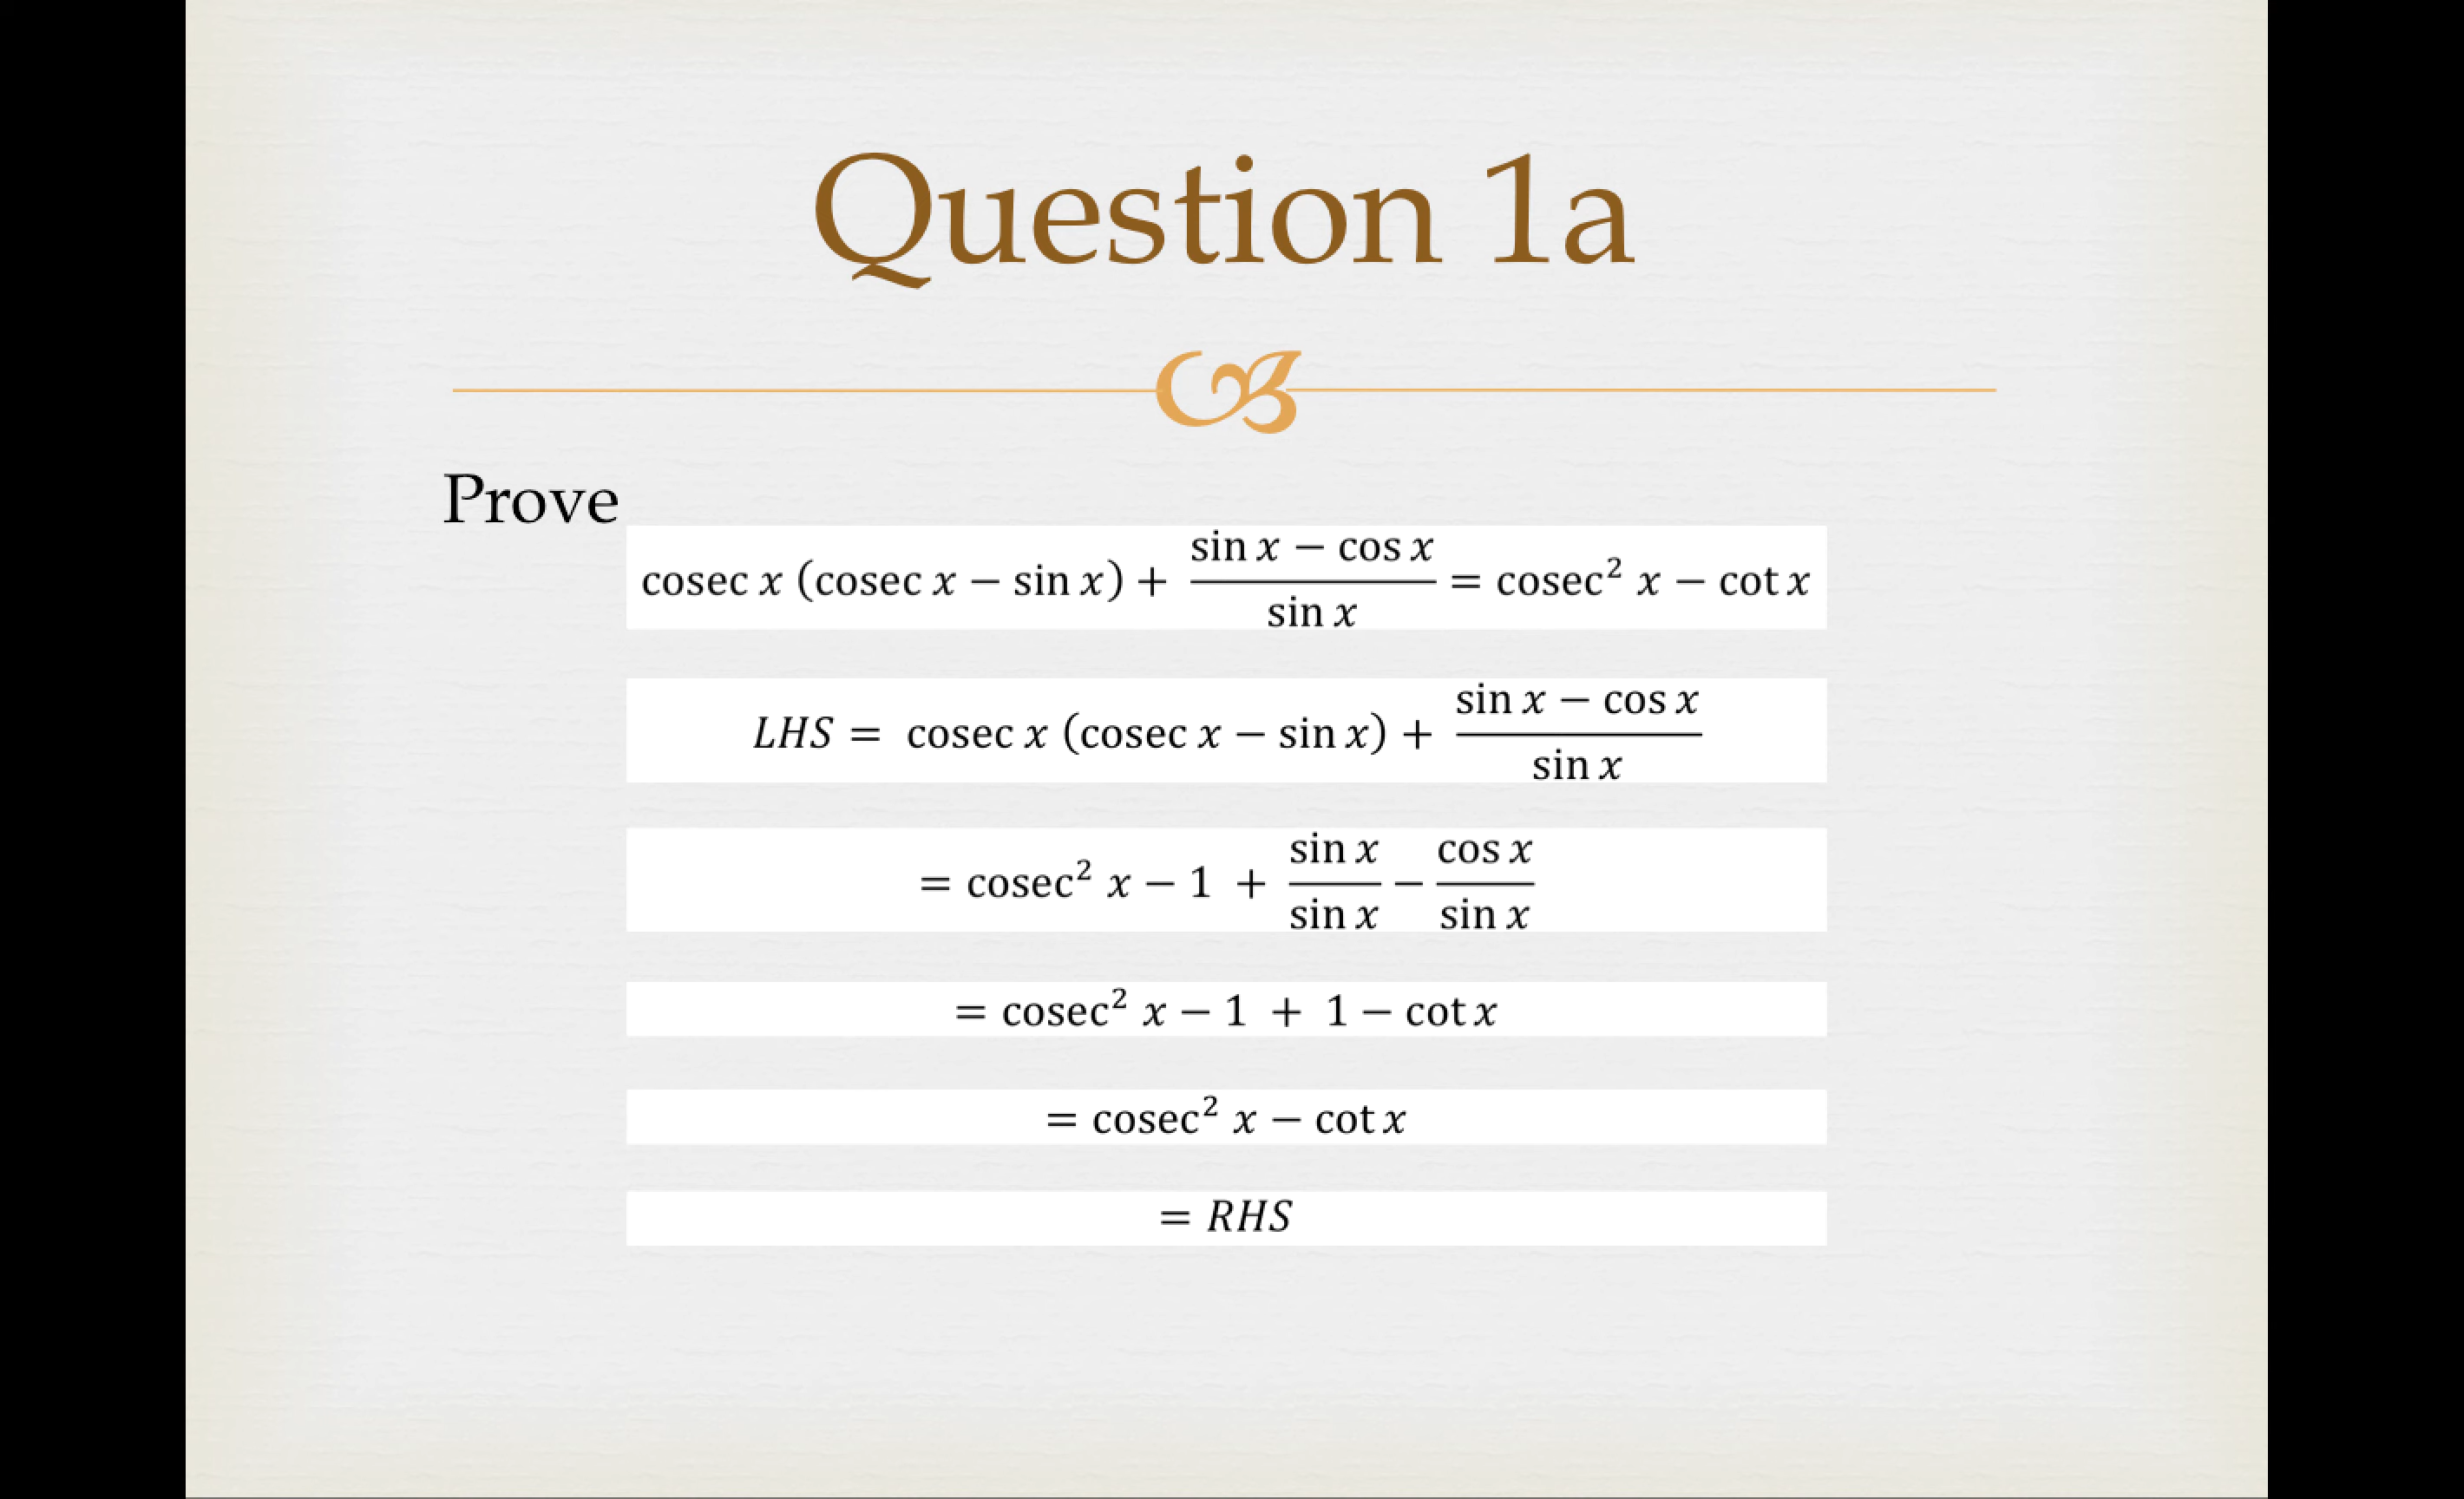 Question 1a
Prove
cosec x (cosec x − sin x) + (sin x − cos x)/(sin x) = cosec² x − cot x
LHS = cosec x (cosec x − sin x) + (sin x − cos x)/(sin x)
= cosec² x − 1 + (sin x)/(sin x) − (cos x)/(sin x)
= cosec² x − 1 + 1 − cot x
= cosec² x − cot x
= RHS